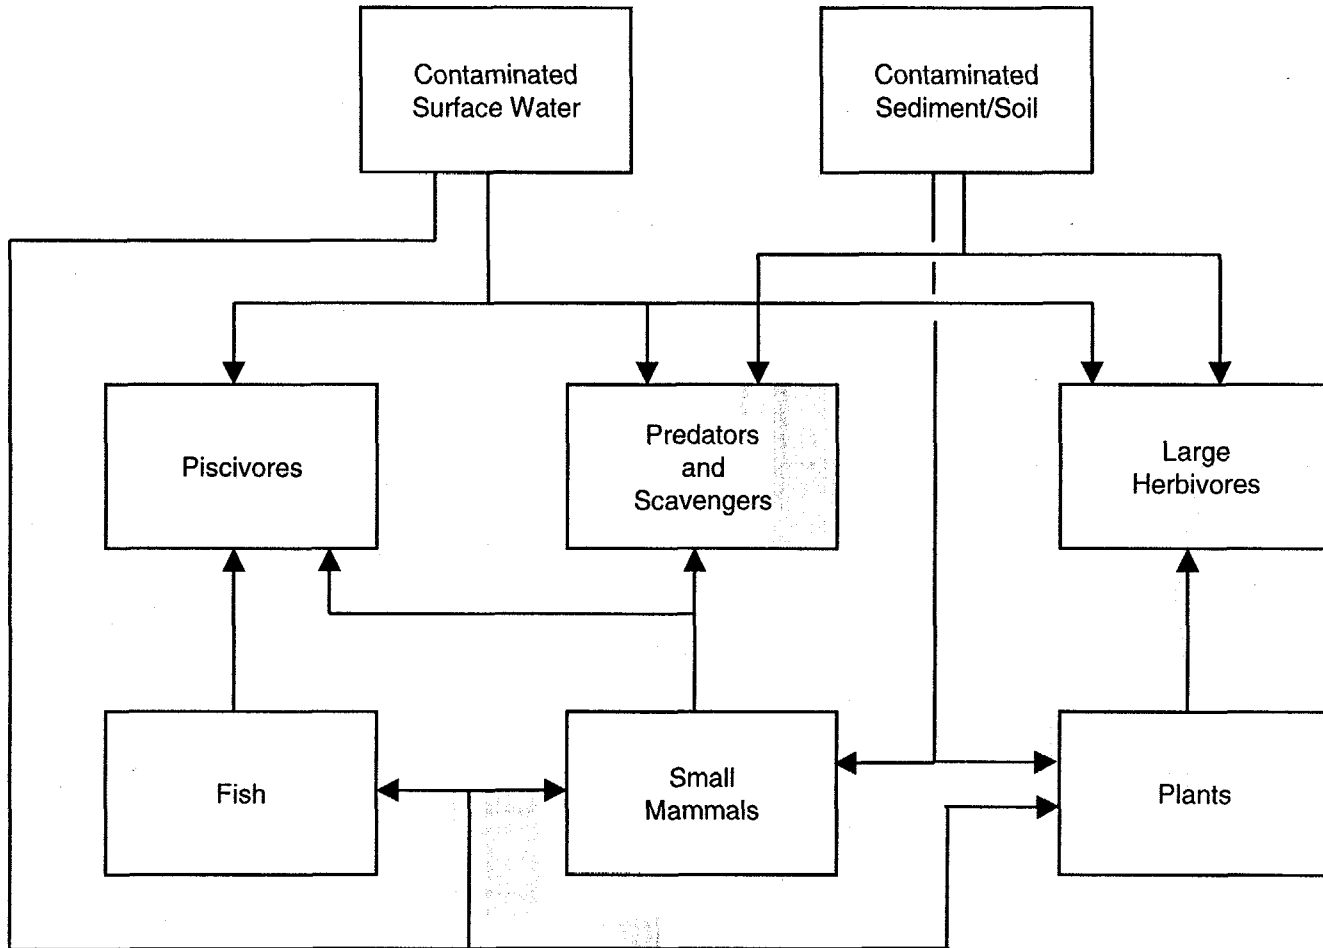 Contaminated
Surface Water
Contaminated
Sediment/Soil
Piscivores
Predators
and
Scavengers
Large
Herbivores
Fish
Small
Mammals
Plants